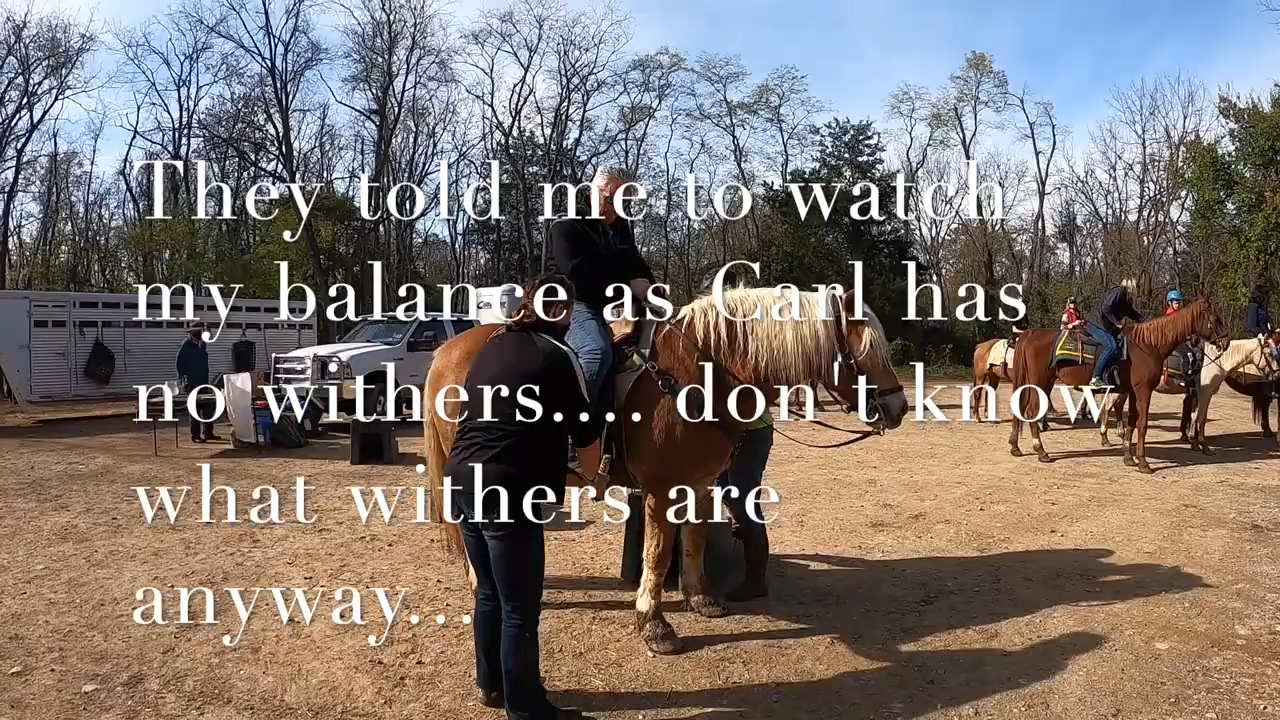 They told me to watch
my balance as Carl has
no withers.... don't know
what withers are
anyway...